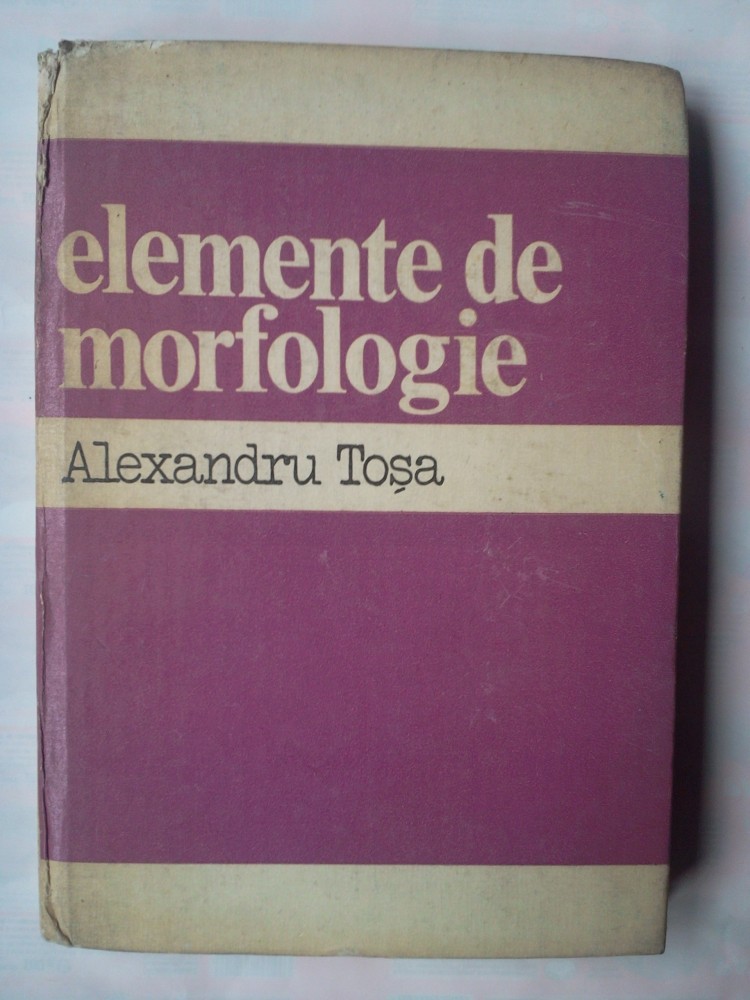 elemente de
morfologie
Alexandru Toșa